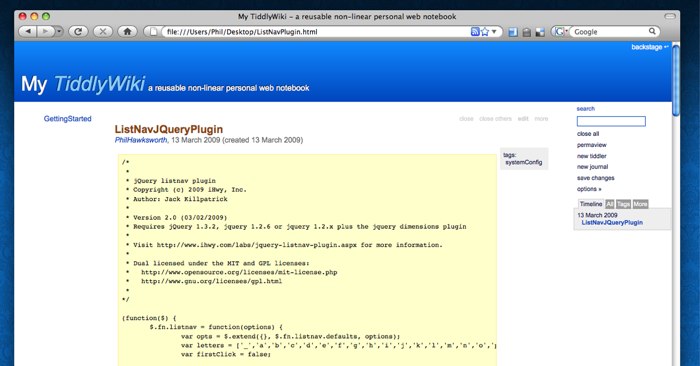 My TiddlyWiki – a reusable non-linear personal web notebook
file:///Users/Phil/Desktop/ListNavPlugin.html
Google
backstage
My TiddlyWiki a reusable non-linear personal web notebook
GettingStarted
close close others edit more
ListNavJQueryPlugin
PhilHawksworth, 13 March 2009 (created 13 March 2009)
tags:
systemConfig
/*
*
* jQuery listnav plugin
* Copyright (c) 2009 iHwy, Inc.
* Author: Jack Killpatrick
*
* Version 2.0 (03/02/2009)
* Requires jQuery 1.3.2, jquery 1.2.6 or jquery 1.2.x plus the jquery dimensions plugin
*
* Visit http://www.ihwy.com/labs/jquery-listnav-plugin.aspx for more information.
*
* Dual licensed under the MIT and GPL licenses:
* http://www.opensource.org/licenses/mit-license.php
* http://www.gnu.org/licenses/gpl.html
*
*/
(function($) {
$.fn.listnav = function(options) {
var opts = $.extend({}, $.fn.listnav.defaults, options);
var letters = ['_','a','b','c','d','e','f','g','h','i','j','k','l','m','n','o','p
var firstClick = false;
search
close all
permaview
new tiddler
new journal
save changes
options »
Timeline All Tags More
13 March 2009
ListNavJQueryPlugin